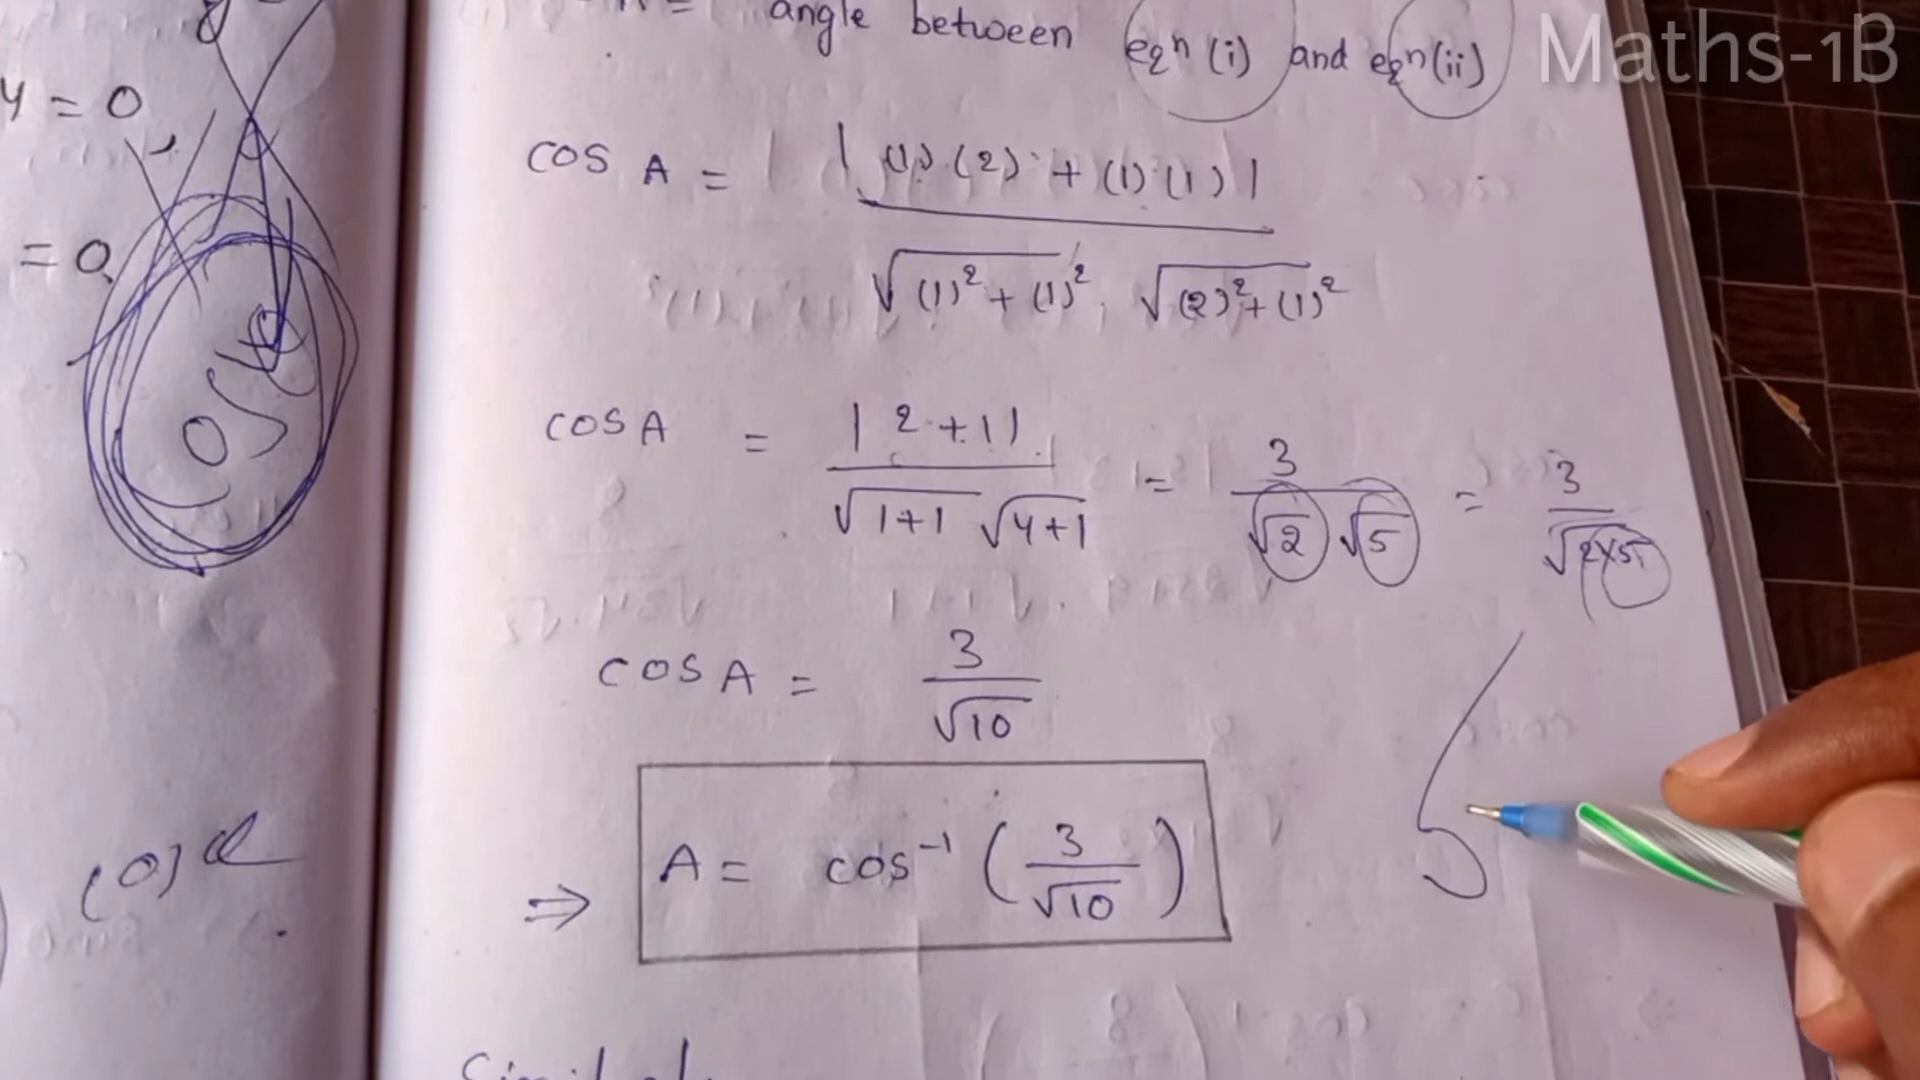 angle between eqn (i) and eqn (ii)
Maths-1B
y = 0
= 0
cos A = | (1) (2) + (1) (1) |
√(1)² + (1)² √(2)² + (1)²
cos A = | 2 + 1 | / √1+1 √4+1 = 3 / √2 √5 = 3 / √2×5
cos A = 3 / √10
⇒ A = cos⁻¹ ( 3 / √10 )